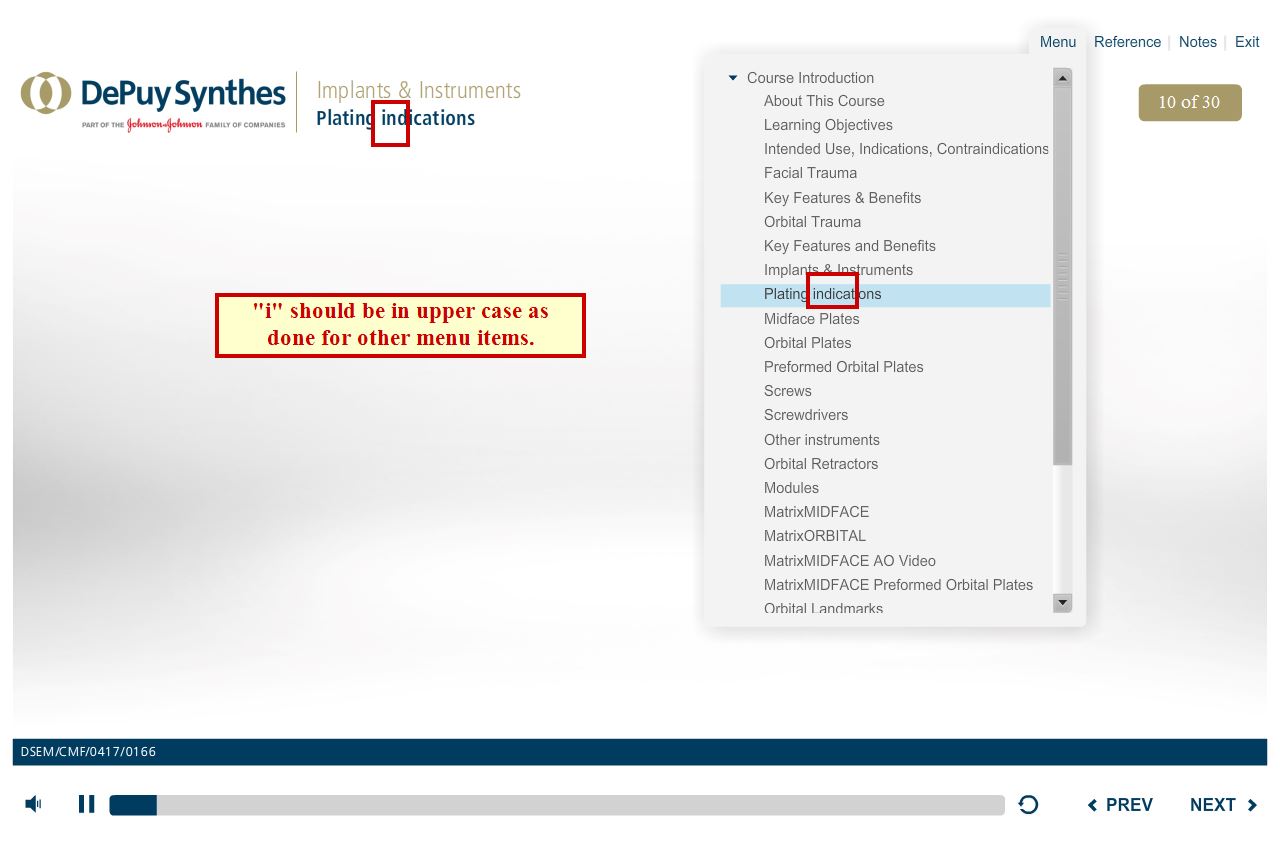 Menu Reference | Notes | Exit
DePuy Synthes
PART OF THE Johnson & Johnson FAMILY OF COMPANIES
Implants & Instruments
Plating indications
10 of 30
Course Introduction
About This Course
Learning Objectives
Intended Use, Indications, Contraindications
Facial Trauma
Key Features & Benefits
Orbital Trauma
Key Features and Benefits
Implants & Instruments
Plating indications
Midface Plates
Orbital Plates
Preformed Orbital Plates
Screws
Screwdrivers
Other instruments
Orbital Retractors
Modules
MatrixMIDFACE
MatrixORBITAL
MatrixMIDFACE AO Video
MatrixMIDFACE Preformed Orbital Plates
Orbital Landmarks
"i" should be in upper case as
done for other menu items.
DSEM/CMF/0417/0166
PREV NEXT